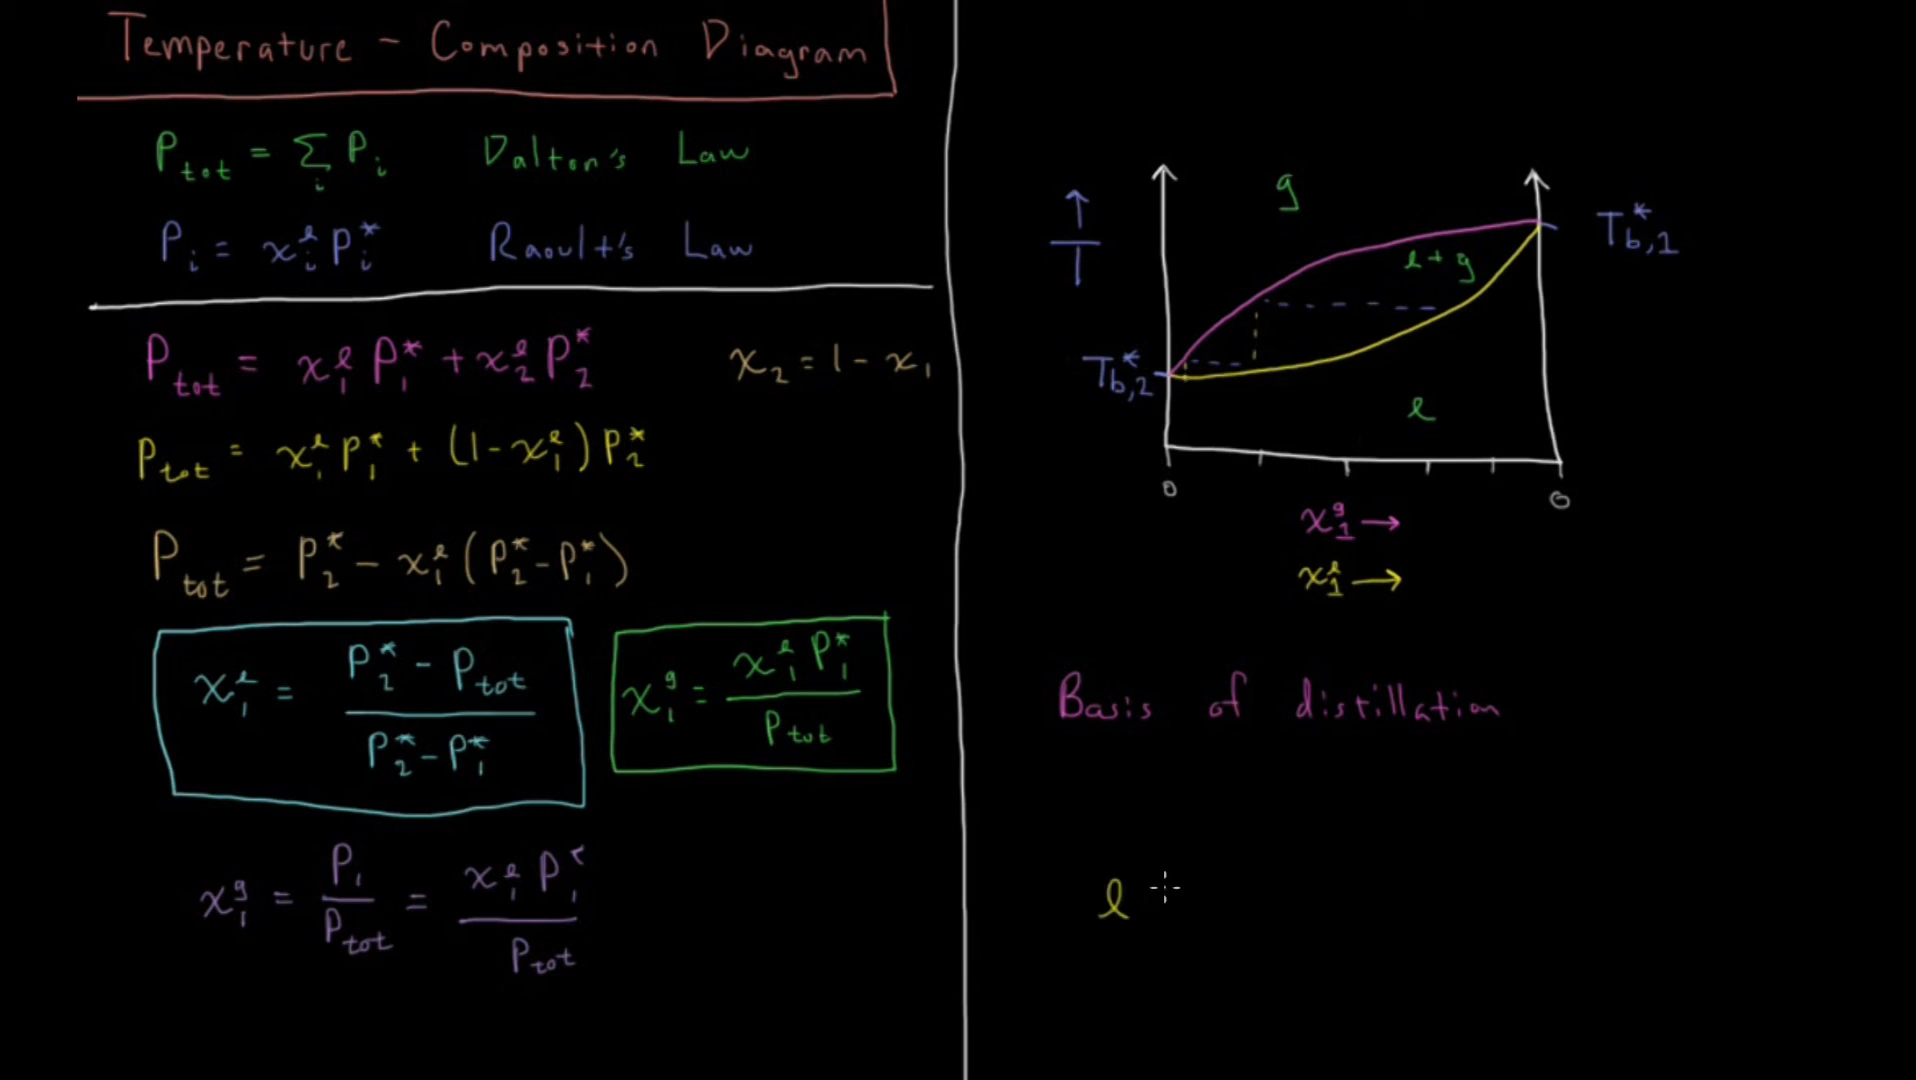 Temperature - Composition Diagram
P_tot = Σ_i P_i Dalton's Law
P_i = x_i^l P_i^* Raoult's Law
P_tot = x_1^l P_1^* + x_2^l P_2^* x_2 = 1 - x_1
P_tot = x_1^l P_1^* + (1 - x_1^l) P_2^*
P_tot = P_2^* - x_1^l (P_2^* - P_1^*)
x_1^l = (P_2^* - P_tot) / (P_2^* - P_1^*)
x_1^g = x_1^l P_1^* / P_tot
x_1^g = P_1 / P_tot = x_1^l P_1^* / P_tot
g
↑ T
T_b,1^*
l + g
T_b,2^*
l
0 0
x_1^g →
x_1^l →
Basis of distillation
l